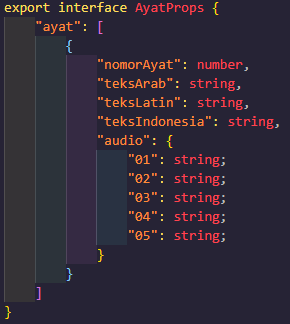 export interface AyatProps {
    "ayat": [
        {
            "nomorAyat": number,
            "teksArab": string,
            "teksLatin": string,
            "teksIndonesia": string,
            "audio": {
                "01": string;
                "02": string;
                "03": string;
                "04": string;
                "05": string;
            }
        }
    ]
}